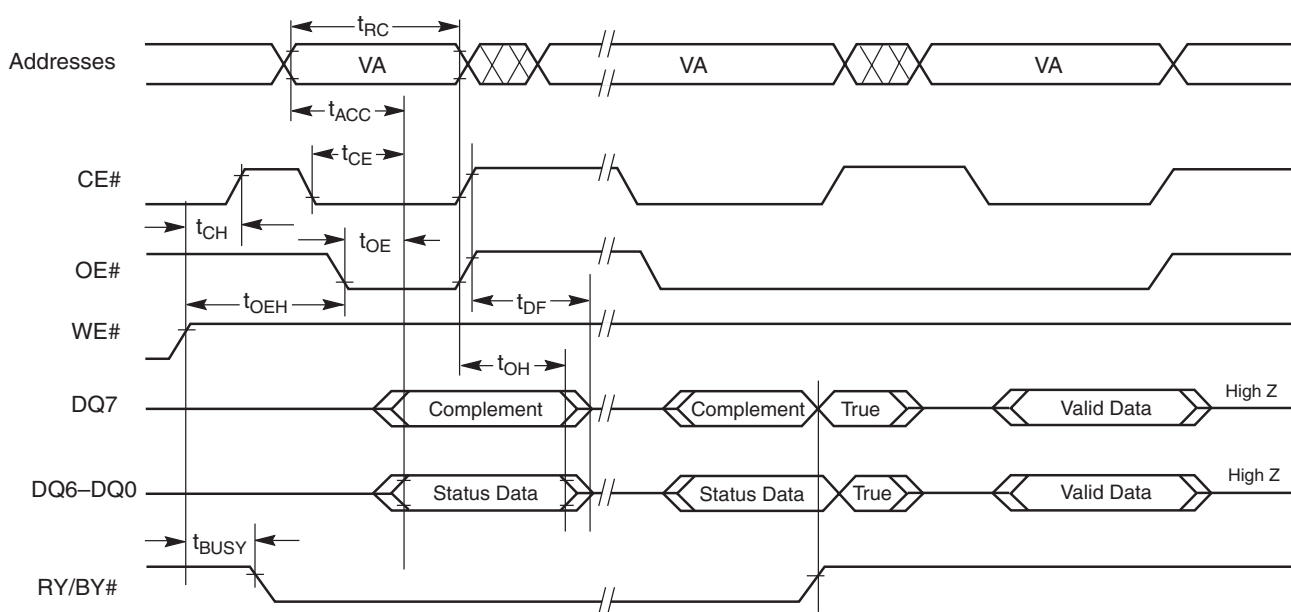 tRC
Addresses VA VA VA
tACC
tCE
CE#
tCH
tOE
OE#
tOEH
tDF
WE#
tOH
DQ7 Complement Complement True Valid Data High Z
DQ6–DQ0 Status Data Status Data True Valid Data High Z
tBUSY
RY/BY#